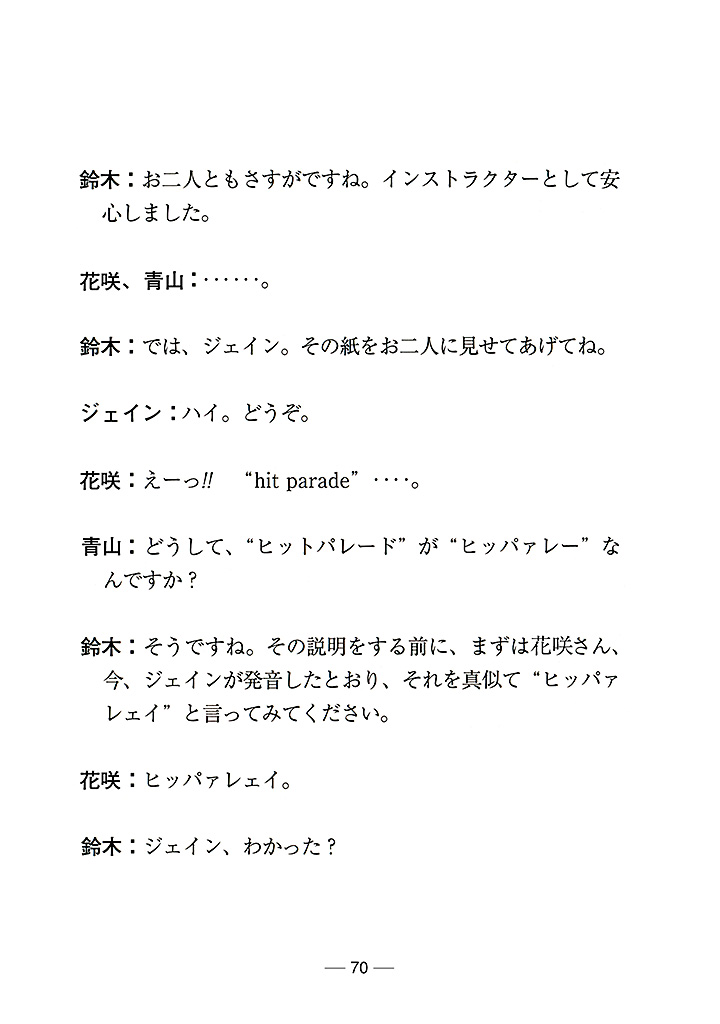 鈴木：お二人ともさすがですね。インストラクターとして安
心しました。
花咲、青山：‥‥‥。
鈴木：では、ジェイン。その紙をお二人に見せてあげてね。
ジェイン：ハイ。どうぞ。
花咲：えーっ!! “hit parade” ‥‥。
青山：どうして、“ヒットパレード” が “ヒッパァレー” な
んですか？
鈴木：そうですね。その説明をする前に、まずは花咲さん、
今、ジェインが発音したとおり、それを真似て “ヒッパァ
レェイ” と言ってみてください。
花咲：ヒッパァレェイ。
鈴木：ジェイン、わかった？
— 70 —